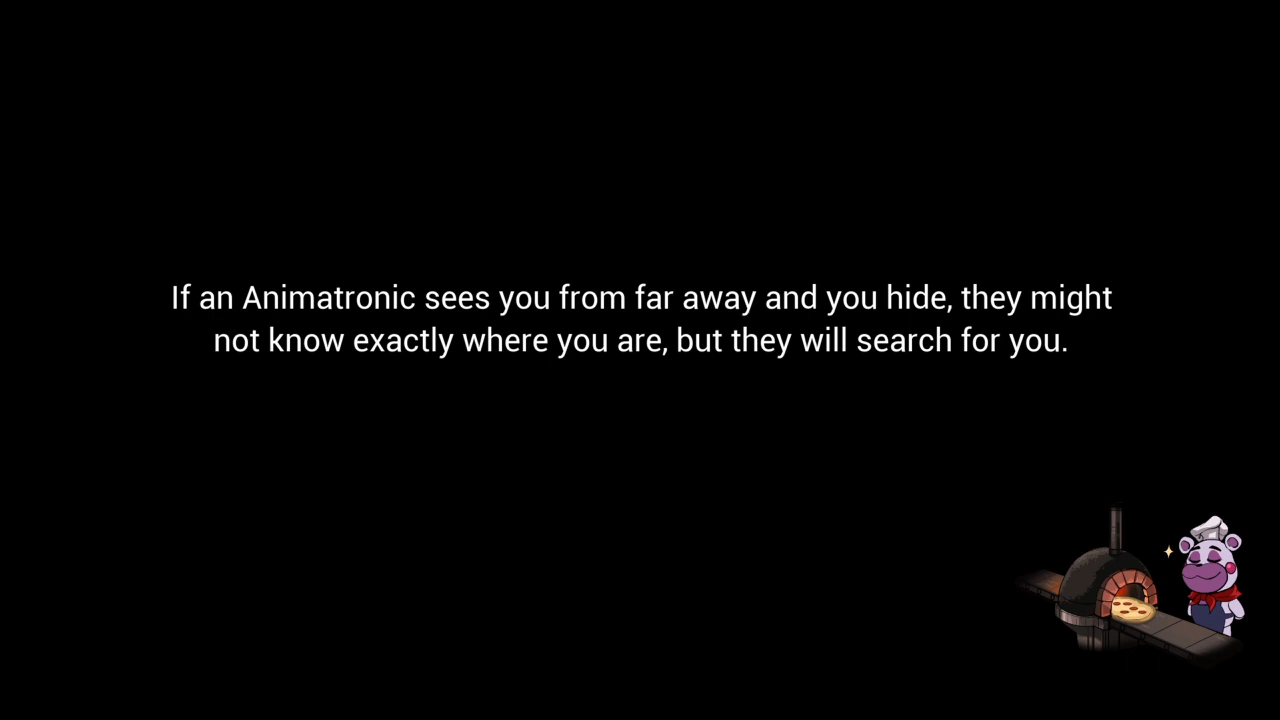 If an Animatronic sees you from far away and you hide, they might
not know exactly where you are, but they will search for you.